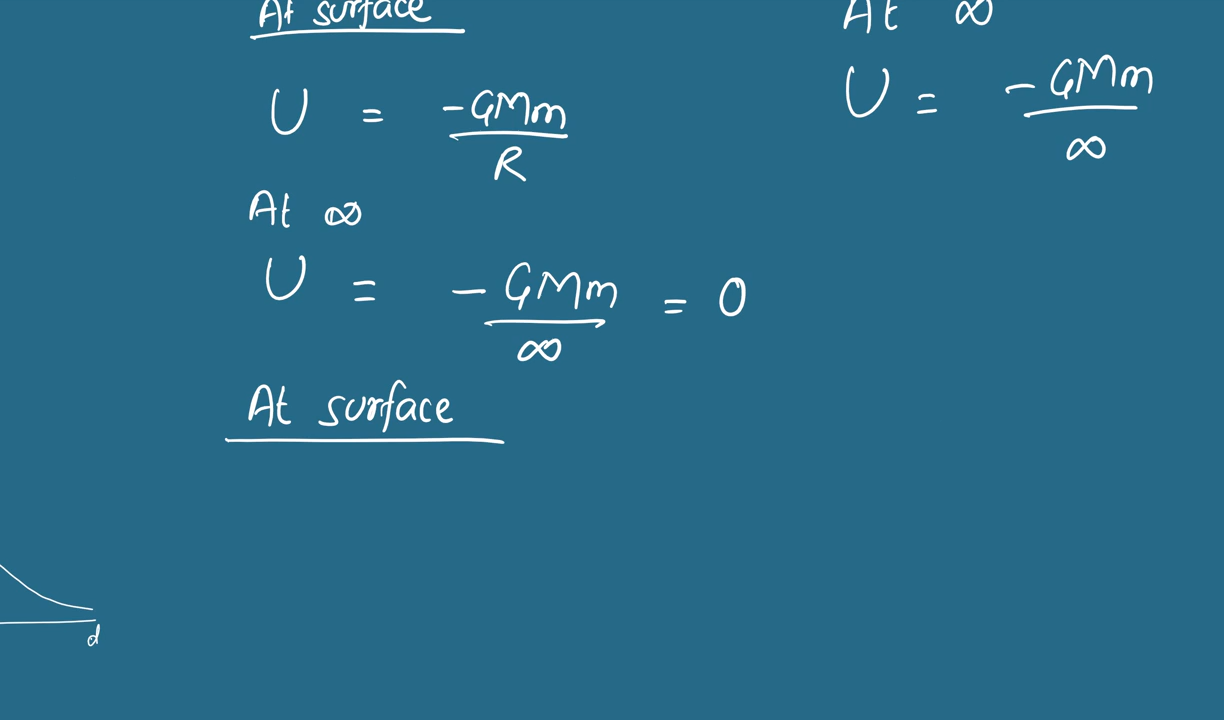 At surface
U = -GMm/R
At ∞
U = -GMm/∞ = 0
At surface
At ∞
U = -GMm/∞
d